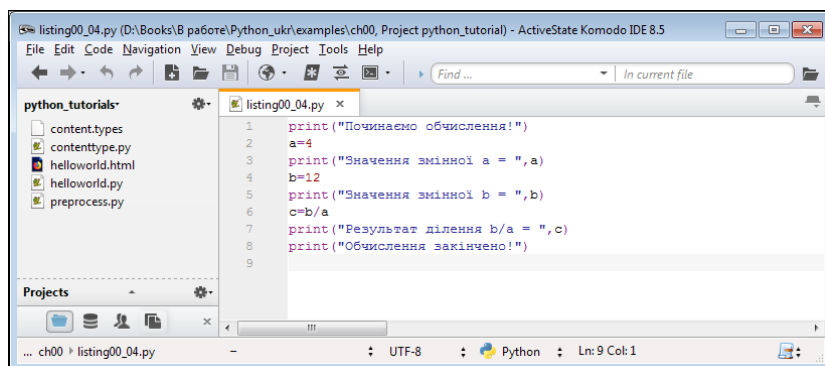 listing00_04.py (D:\Books\В работе\Python_ukr\examples\ch00, Project python_tutorial) - ActiveState Komodo IDE 8.5
File Edit Code Navigation View Debug Project Tools Help
Find ...
In current file
python_tutorials
listing00_04.py ×
content.types
contenttype.py
helloworld.html
helloworld.py
preprocess.py
1 print("Починаємо обчислення!")
2 a=4
3 print("Значення змінної a = ",a)
4 b=12
5 print("Значення змінної b = ",b)
6 c=b/a
7 print("Результат ділення b/a = ",c)
8 print("Обчислення закінчено!")
9
Projects
... ch00 listing00_04.py
– UTF-8 Python Ln: 9 Col: 1